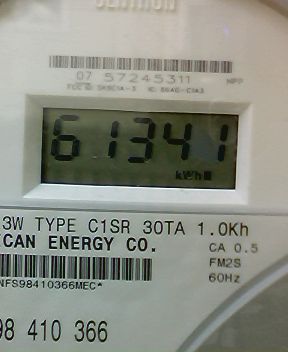 07 57245311
61341
kWh
3W TYPE C1SR 30TA 1.0Kh
ICAN ENERGY CO.
CA 0.5
FM2S
60Hz
NFS98410366MEC*
98 410 366